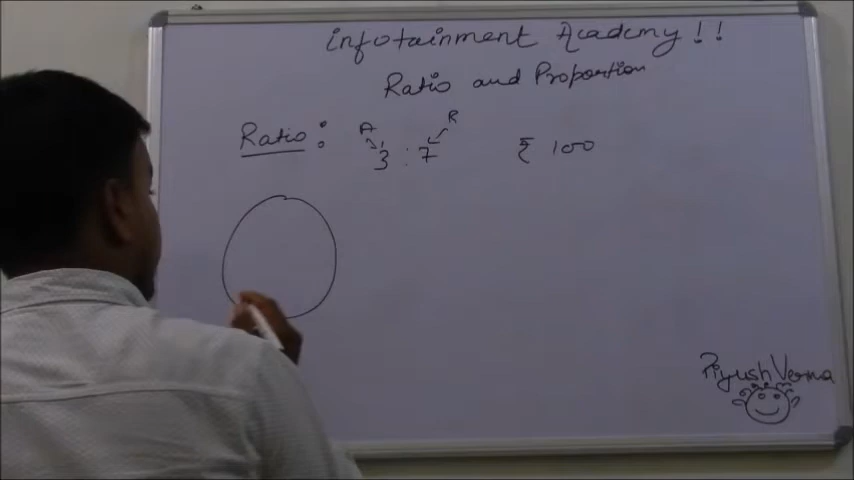 Infotainment Academy !!
Ratio and Proportion
Ratio : A 3 : 7 R ₹ 100
Piyush Verma